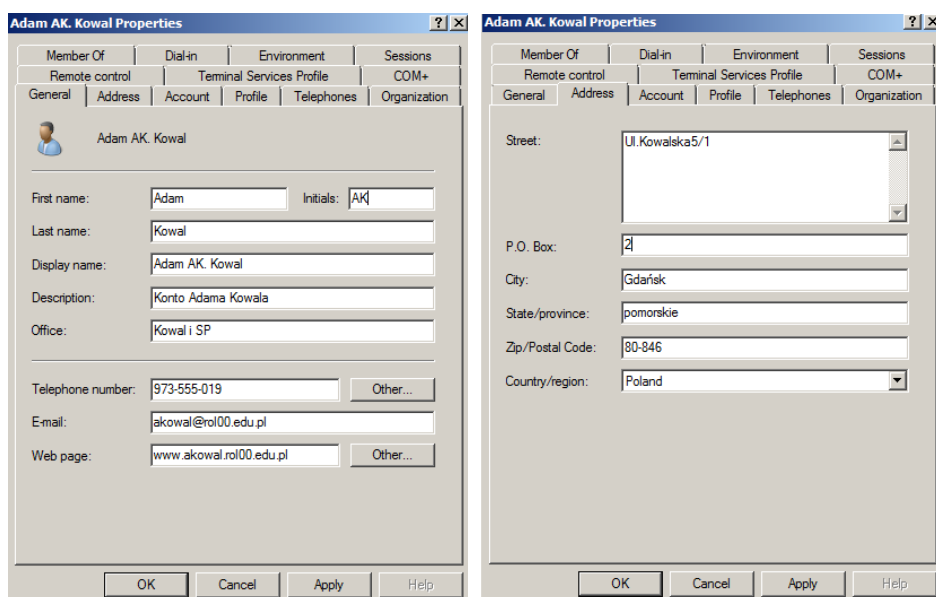 Adam AK. Kowal Properties
Member Of Dial-in Environment Sessions
Remote control Terminal Services Profile COM+
General Address Account Profile Telephones Organization
Adam AK. Kowal
First name: Adam Initials: AK
Last name: Kowal
Display name: Adam AK. Kowal
Description: Konto Adama Kowala
Office: Kowal i SP
Telephone number: 973-555-019 Other...
E-mail: akowal@rol00.edu.pl
Web page: www.akowal.rol00.edu.pl Other...
OK Cancel Apply Help
Adam AK. Kowal Properties
Member Of Dial-in Environment Sessions
Remote control Terminal Services Profile COM+
General Address Account Profile Telephones Organization
Street: Ul.Kowalska5/1
P.O. Box: 2
City: Gdańsk
State/province: pomorskie
Zip/Postal Code: 80-846
Country/region: Poland
OK Cancel Apply Help